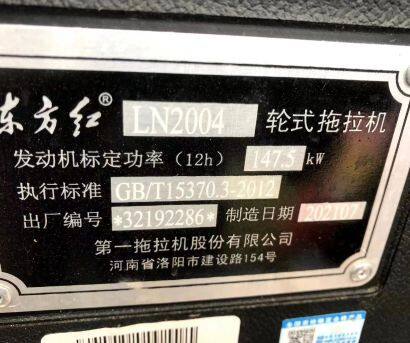 东方红® LN2004 轮式拖拉机
发动机标定功率 (12h) 147.5 kW
执行标准 GB/T15370.3-2012
出厂编号 *32192286* 制造日期 202107
第一拖拉机股份有限公司
河南省洛阳市建设路154号